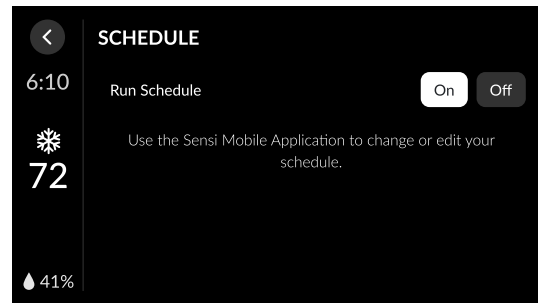 SCHEDULE
6:10
Run Schedule
On
Off
Use the Sensi Mobile Application to change or edit your
schedule.
72
41%